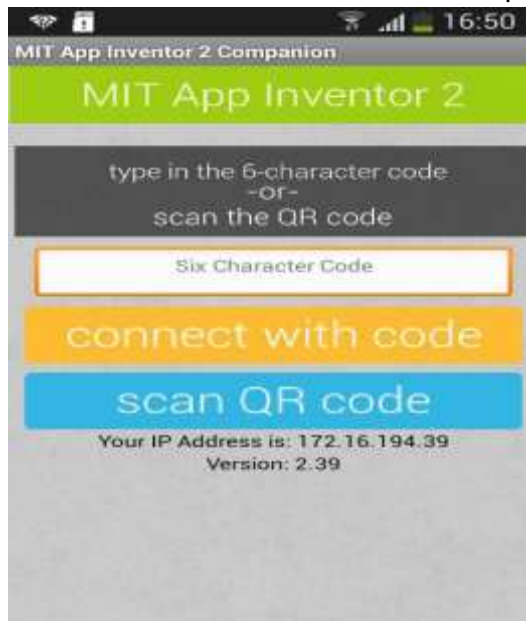 16:50
MIT App Inventor 2 Companion
MIT App Inventor 2
type in the 6-character code
-or-
scan the QR code
Six Character Code
connect with code
scan QR code
Your IP Address is: 172.16.194.39
Version: 2.39